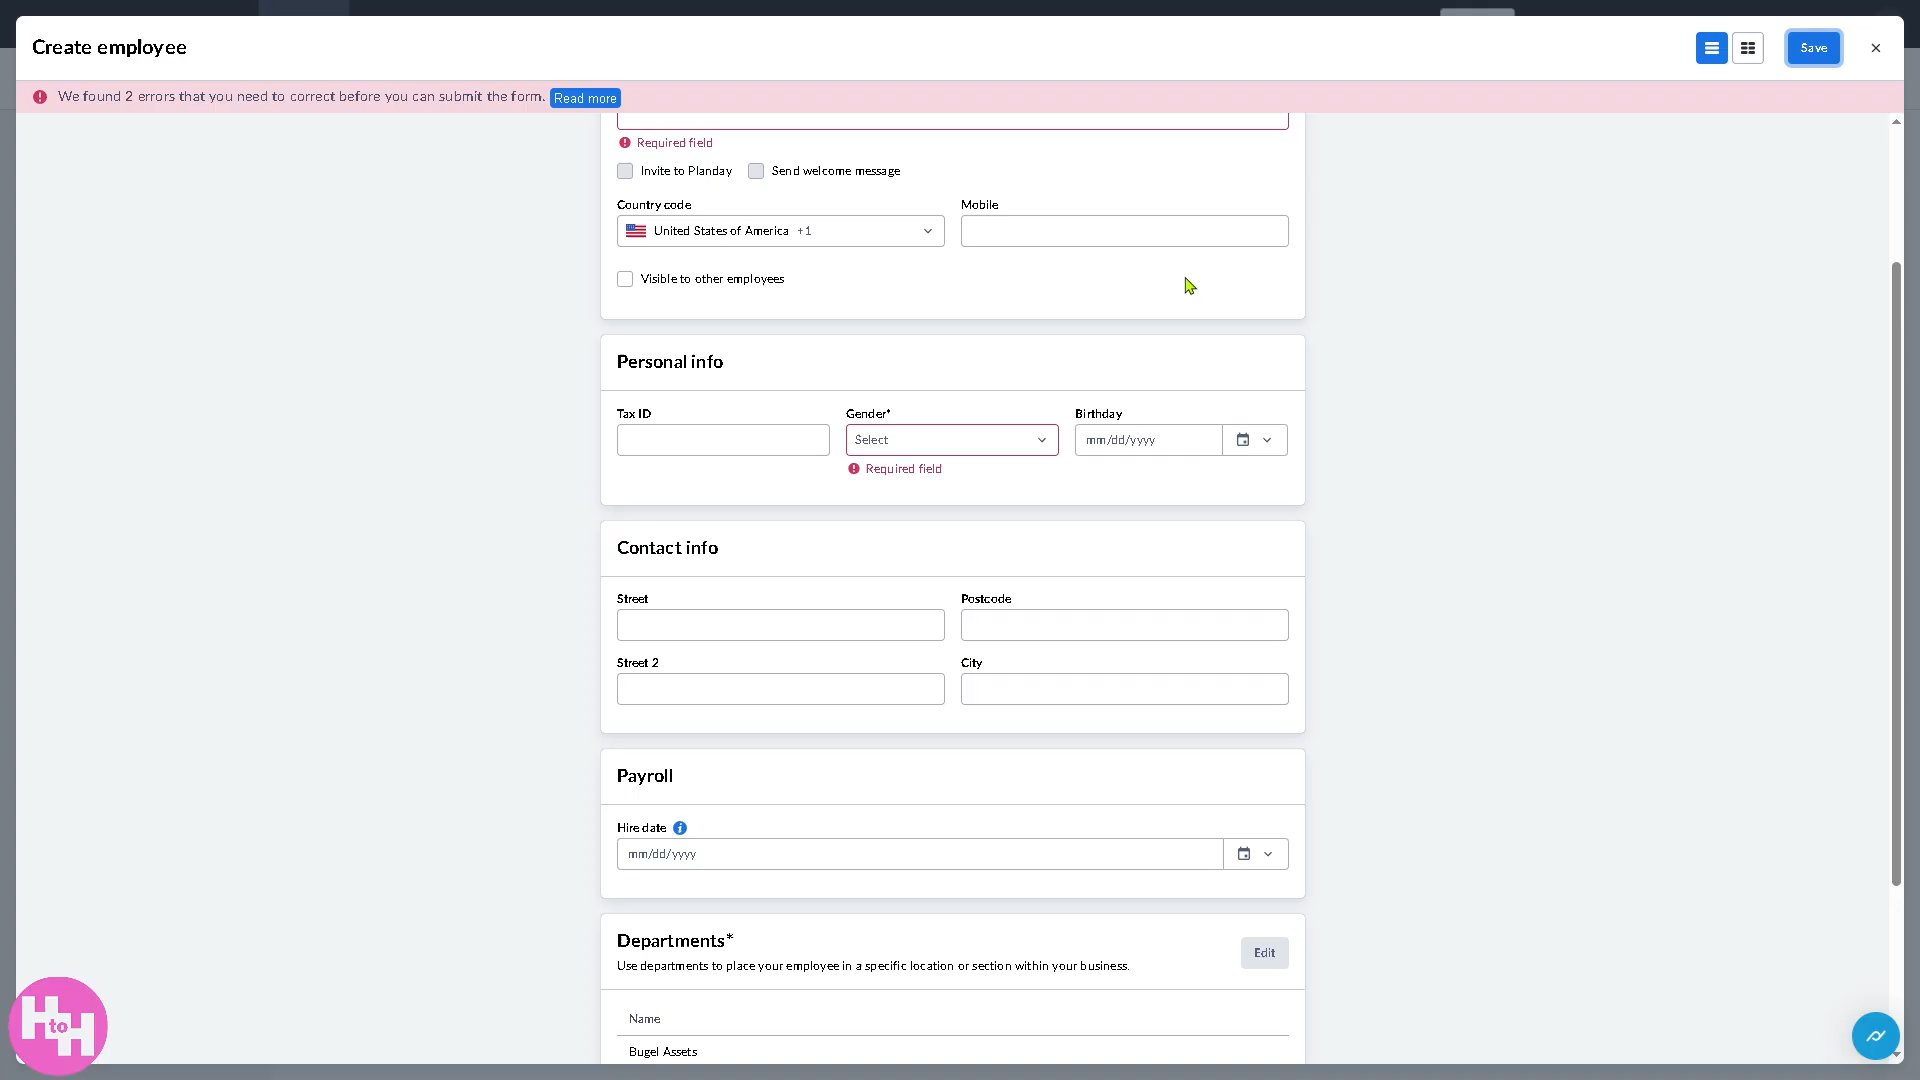 Create employee
Save
We found 2 errors that you need to correct before you can submit the form. Read more
Required field
Invite to Planday
Send welcome message
Country code
Mobile
United States of America +1
Visible to other employees
Personal info
Tax ID
Gender*
Birthday
Select
mm/dd/yyyy
Required field
Contact info
Street
Postcode
Street 2
City
Payroll
Hire date
mm/dd/yyyy
Departments*
Edit
Use departments to place your employee in a specific location or section within your business.
Name
Bugel Assets
H to H